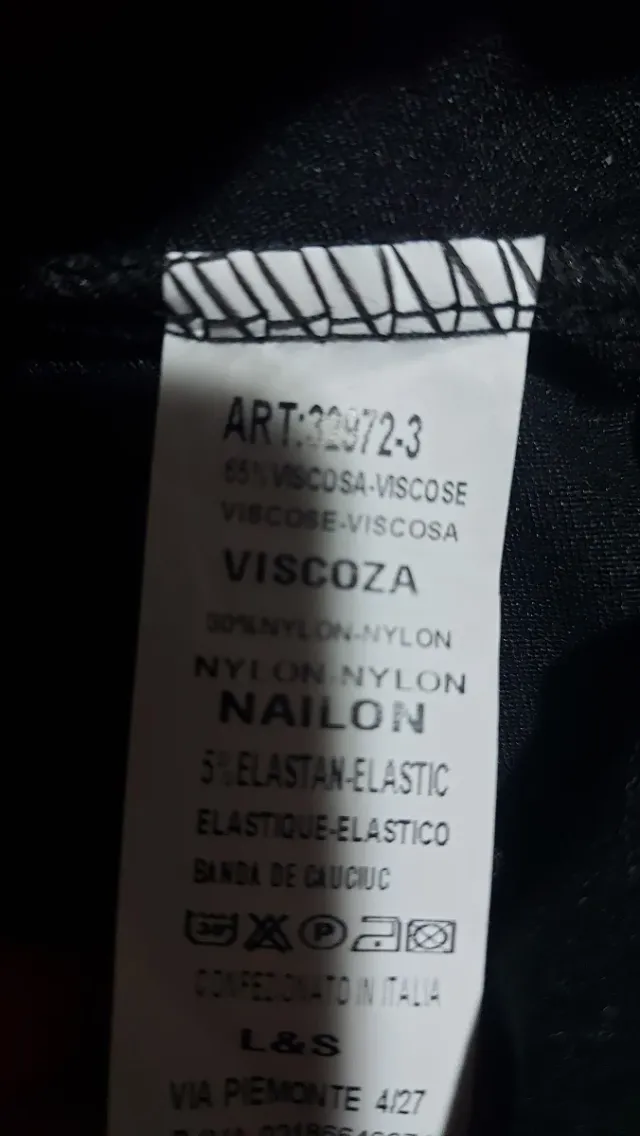 ART:32972-3
65%VISCOSA-VISCOSE
VISCOSE-VISCOSA
VISCOZA
30%NYLON-NYLON
NYLON-NYLON
NAILON
5%ELASTAN-ELASTIC
ELASTIQUE-ELASTICO
BANDA DE CAUCIUC
30° P
CONFEZIONATO IN ITALIA
L&S
VIA PIEMONTE 4/27